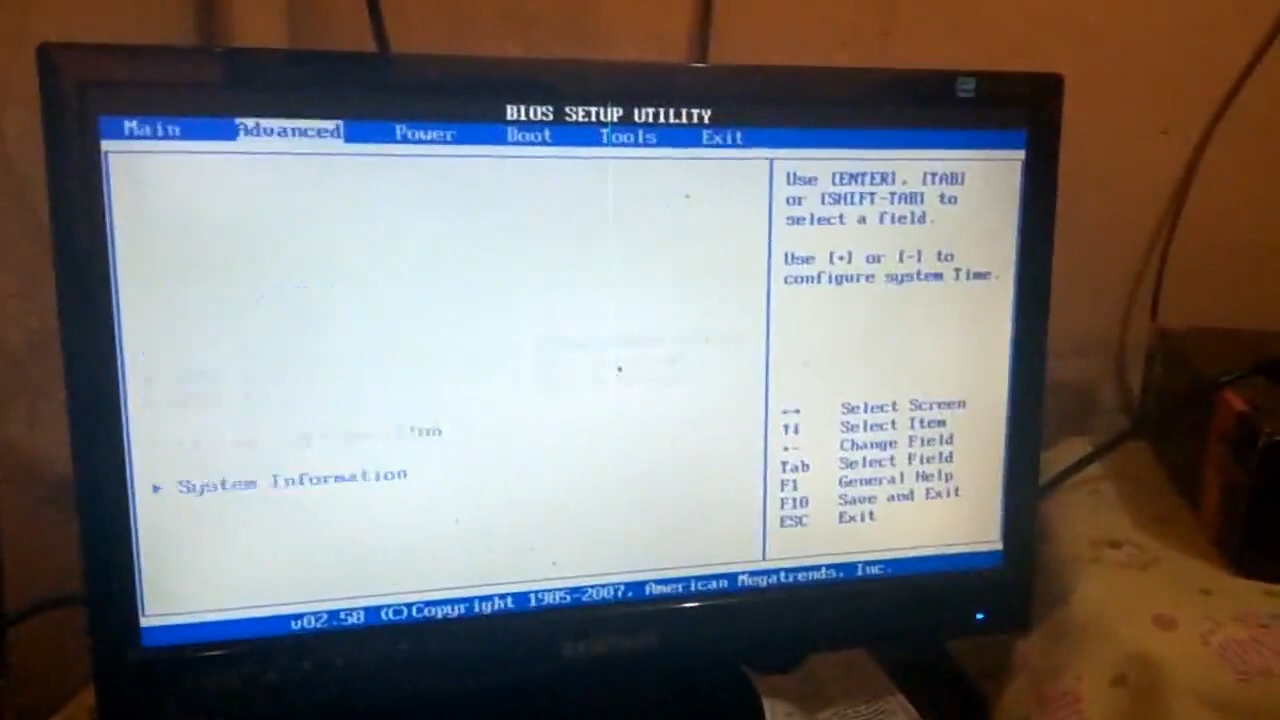 BIOS SETUP UTILITY
Main Advanced Power Boot Tools Exit
Use [ENTER], [TAB]
or [SHIFT-TAB] to
select a field.
Use [+] or [-] to
configure system Time.
▶ System Information
←→ Select Screen
↑↓ Select Item
+- Change Field
Tab Select Field
F1 General Help
F10 Save and Exit
ESC Exit
v02.58 (C)Copyright 1985-2007, American Megatrends, Inc.